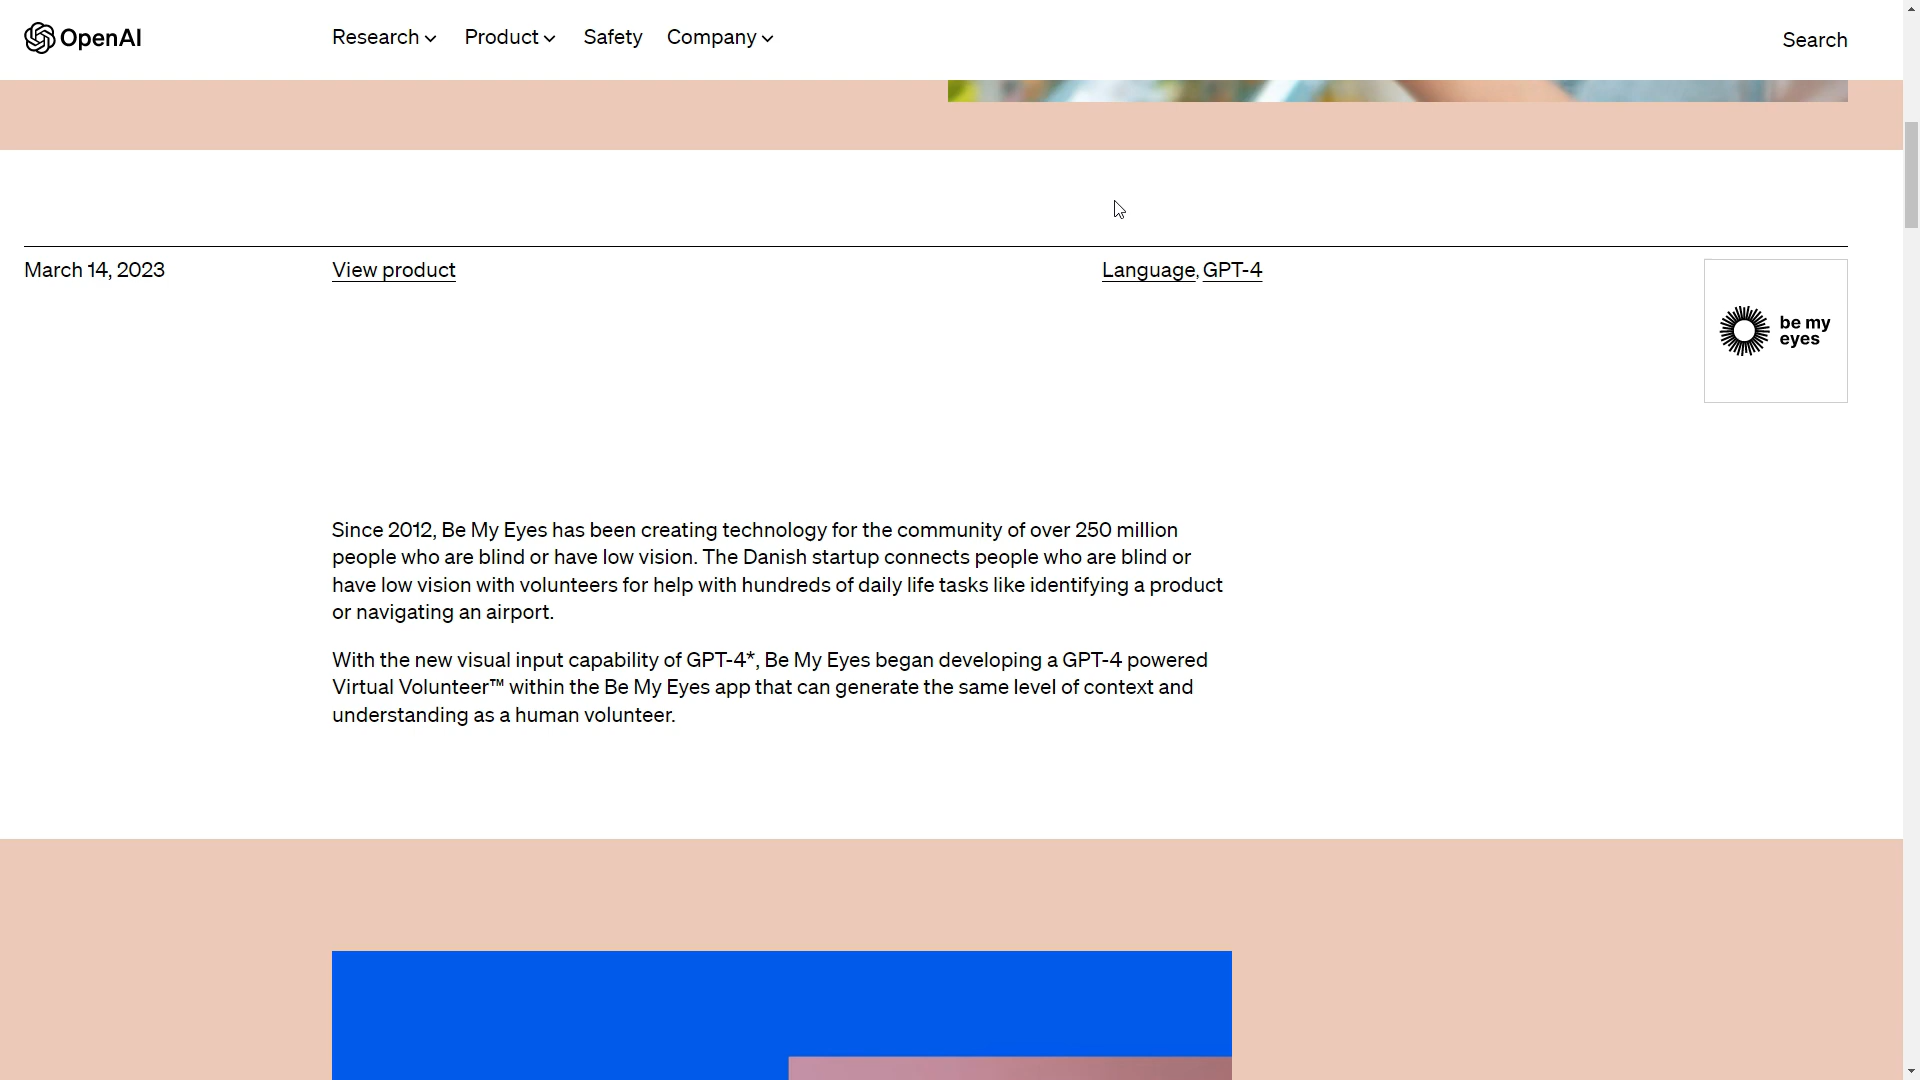 OpenAI
Research
Product
Safety
Company
Search
March 14, 2023
View product
Language, GPT-4
be my
eyes
Since 2012, Be My Eyes has been creating technology for the community of over 250 million
people who are blind or have low vision. The Danish startup connects people who are blind or
have low vision with volunteers for help with hundreds of daily life tasks like identifying a product
or navigating an airport.
With the new visual input capability of GPT-4*, Be My Eyes began developing a GPT-4 powered
Virtual Volunteer™ within the Be My Eyes app that can generate the same level of context and
understanding as a human volunteer.